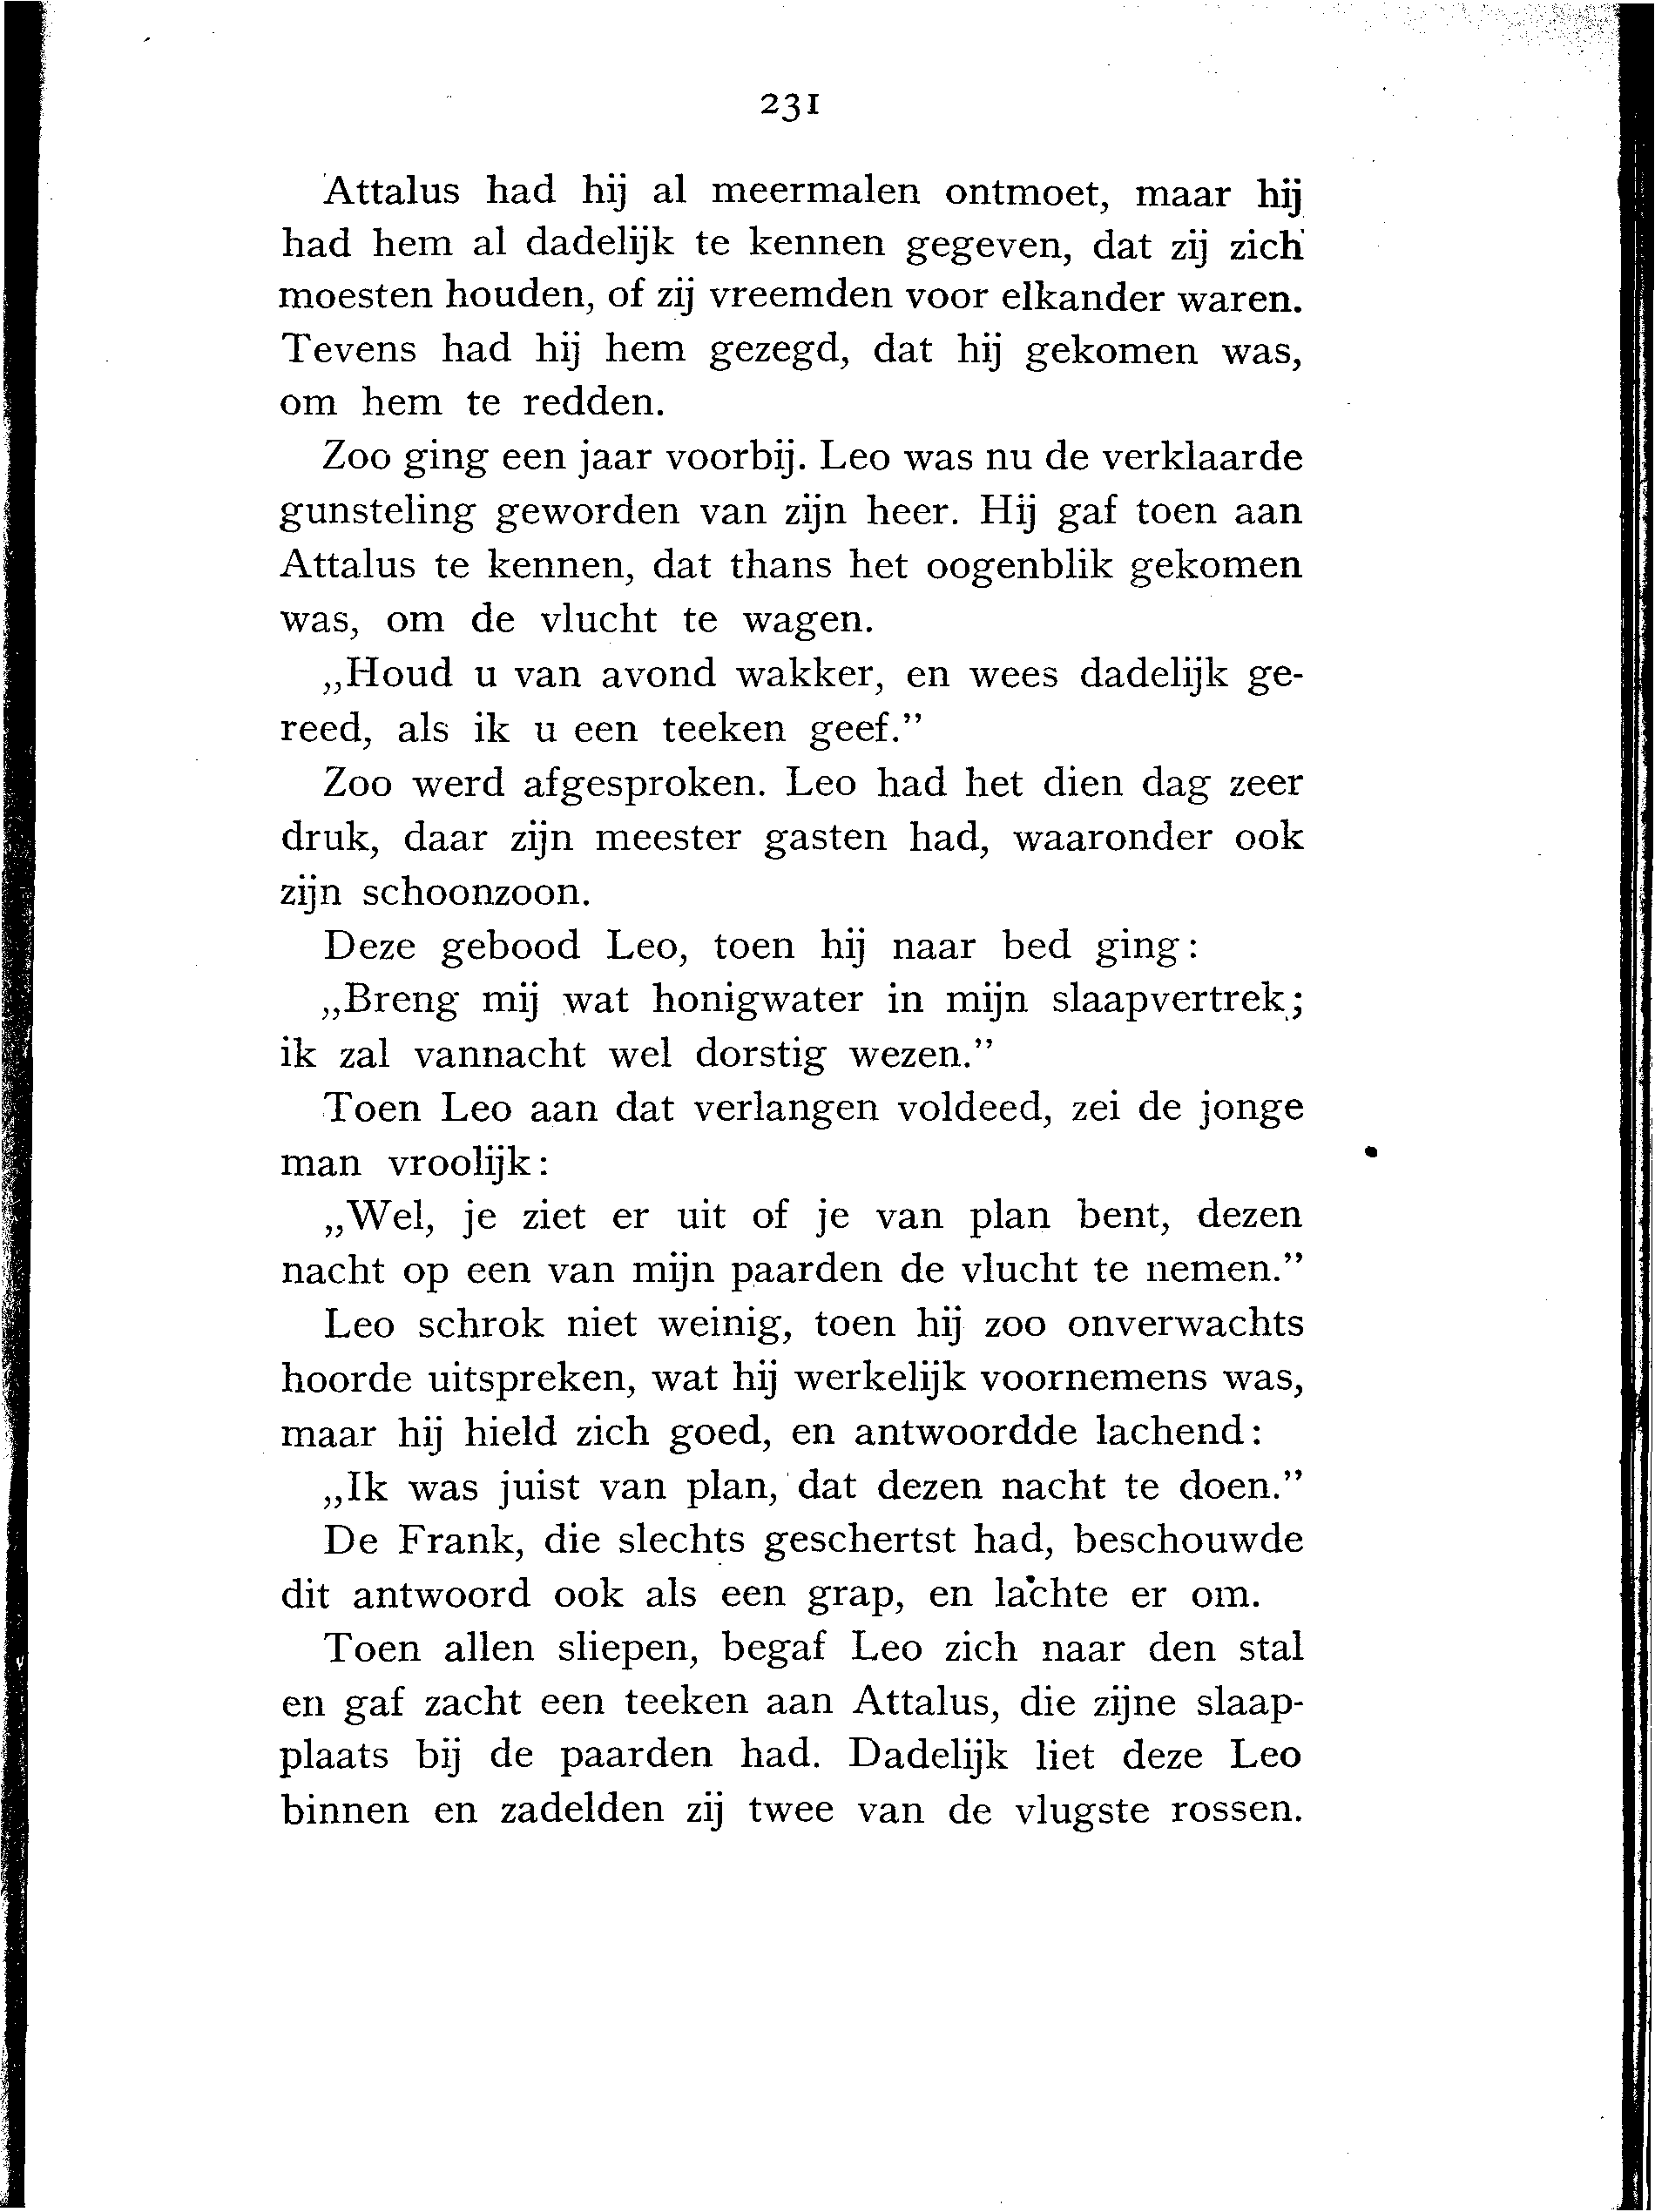 231
Attalus had hij al meermalen ontmoet, maar hij
had hem al dadelijk te kennen gegeven, dat zij zich
moesten houden, of zij vreemden voor elkander waren.
Tevens had hij hem gezegd, dat hij gekomen was,
om hem te redden.
Zoo ging een jaar voorbij. Leo was nu de verklaarde
gunsteling geworden van zijn heer. Hij gaf toen aan
Attalus te kennen, dat thans het oogenblik gekomen
was, om de vlucht te wagen.
„Houd u van avond wakker, en wees dadelijk ge-
reed, als ik u een teeken geef.”
Zoo werd afgesproken. Leo had het dien dag zeer
druk, daar zijn meester gasten had, waaronder ook
zijn schoonzoon.
Deze gebood Leo, toen hij naar bed ging:
„Breng mij wat honigwater in mijn slaapvertrek;
ik zal vannacht wel dorstig wezen.”
Toen Leo aan dat verlangen voldeed, zei de jonge
man vroolijk:
„Wel, je ziet er uit of je van plan bent, dezen
nacht op een van mijn paarden de vlucht te nemen.”
Leo schrok niet weinig, toen hij zoo onverwachts
hoorde uitspreken, wat hij werkelijk voornemens was,
maar hij hield zich goed, en antwoordde lachend:
„Ik was juist van plan, dat dezen nacht te doen.”
De Frank, die slechts geschertst had, beschouwde
dit antwoord ook als een grap, en lachte er om.
Toen allen sliepen, begaf Leo zich naar den stal
en gaf zacht een teeken aan Attalus, die zijne slaap-
plaats bij de paarden had. Dadelijk liet deze Leo
binnen en zadelden zij twee van de vlugste rossen.